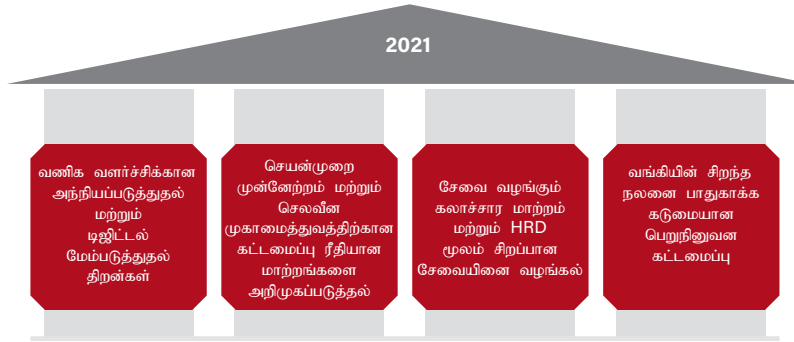 2021
வணிக வளர்ச்சிக்கான
அந்நியப்படுத்துதல்
மற்றும்
டிஜிட்டல்
மேம்படுத்துதல்
திறன்கள்
செயன்முறை
முன்னேற்றம் மற்றும்
செலவீன
முகாமைத்துவத்திற்கான
கட்டமைப்பு ரீதியான
மாற்றங்களை
அறிமுகப்படுத்தல்
சேவை வழங்கும்
கலாச்சார மாற்றம்
மற்றும் HRD
மூலம் சிறப்பான
சேவையினை வழங்கல்
வங்கியின் சிறந்த
நலனை பாதுகாக்க
கடுமையான
பெறுநினுவன
கட்டமைப்பு